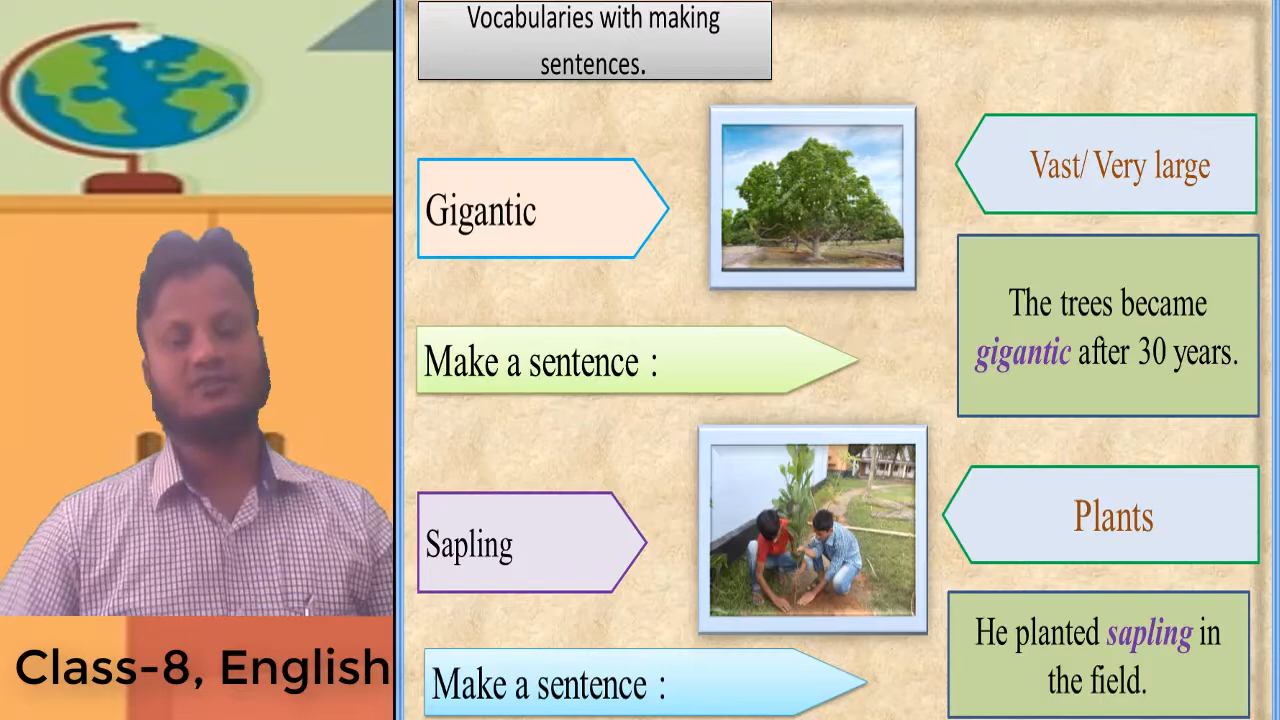 Vocabularies with making
sentences.
Gigantic
Vast/ Very large
Make a sentence :
The trees became
gigantic after 30 years.
Sapling
Plants
Make a sentence :
He planted sapling in
the field.
Class-8, English